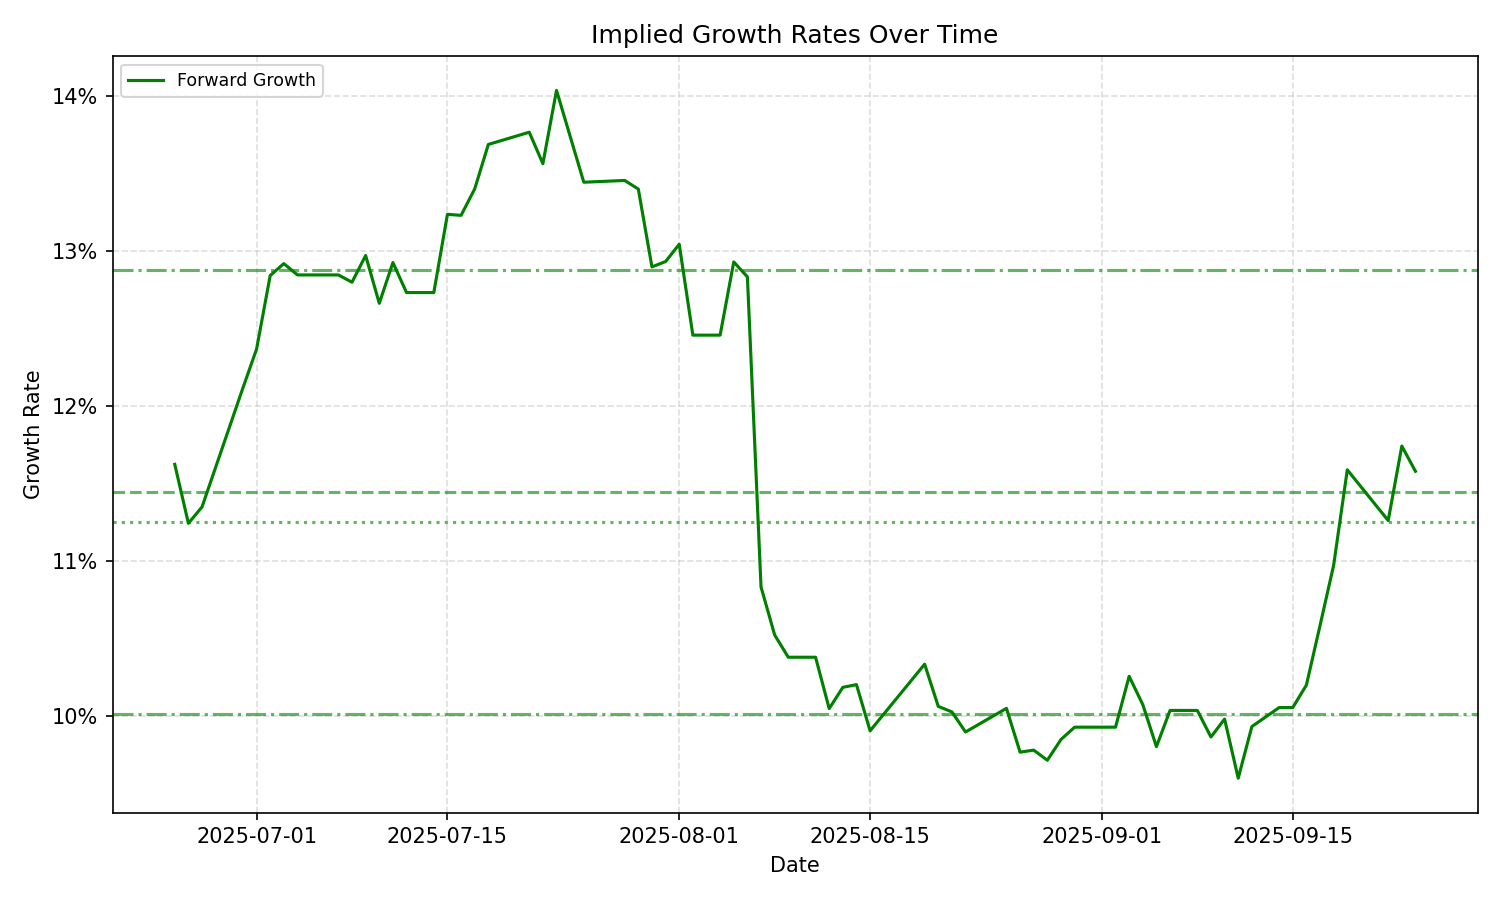 Implied Growth Rates Over Time
Forward Growth
14%
13%
12%
11%
10%
Growth Rate
2025-07-01
2025-07-15
2025-08-01
2025-08-15
2025-09-01
2025-09-15
Date